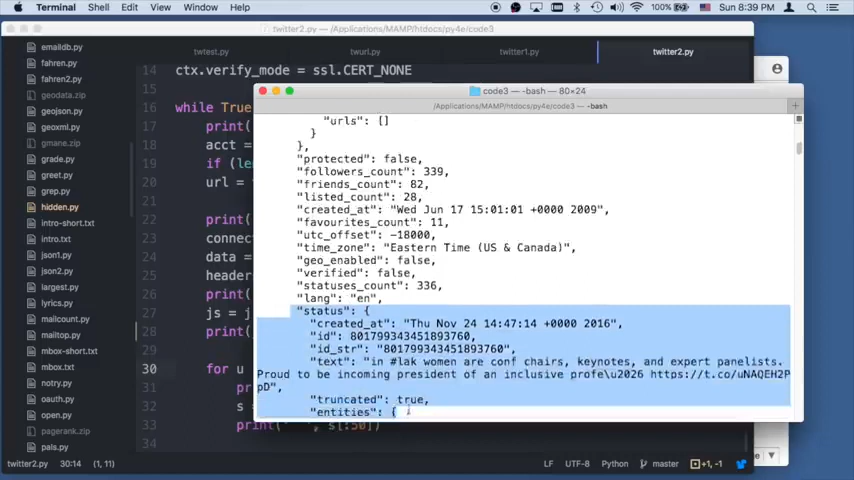 Terminal Shell Edit View Window Help
100% Sun 8:39 PM
twitter2.py — /Applications/MAMP/htdocs/py4e/code3
emaildb.py
fahren.py
fahren2.py
geodata.zip
geojson.py
geoxml.py
gmane.zip
grade.py
greet.py
grep.py
hidden.py
intro-short.txt
intro.txt
json1.py
json2.py
largest.py
lyrics.py
mailcount.py
mailtop.py
mbox-short.txt
mbox.txt
notry.py
oauth.py
open.py
pagerank.zip
pals.py
twtest.py twurl.py twitter1.py twitter2.py
14 ctx.verify_mode = ssl.CERT_NONE
15
16 while True
17 print(
18 acct =
19 if (le
20 url =
22 print(
23 connec
24 data =
25 header
26 print(
27 js = j
28 print(
30 for u
31 pr
32 s =
33 print(" ", s[:50])
34
code3 — -bash — 80×24
/Applications/MAMP/htdocs/py4e/code3 — -bash
"urls": []
}
},
"protected": false,
"followers_count": 339,
"friends_count": 82,
"listed_count": 28,
"created_at": "Wed Jun 17 15:01:01 +0000 2009",
"favourites_count": 11,
"utc_offset": -18000,
"time_zone": "Eastern Time (US & Canada)",
"geo_enabled": false,
"verified": false,
"statuses_count": 336,
"lang": "en",
"status": {
"created_at": "Thu Nov 24 14:47:14 +0000 2016",
"id": 801799343451893760,
"id_str": "801799343451893760",
"text": "in #lak women are conf chairs, keynotes, and expert panelists.
Proud to be incoming president of an inclusive profe\u2026 https://t.co/uNAQEH2P
pD",
"truncated": true,
"entities": {
twitter2.py 30:14 (1, 11) LF UTF-8 Python master +1, -1